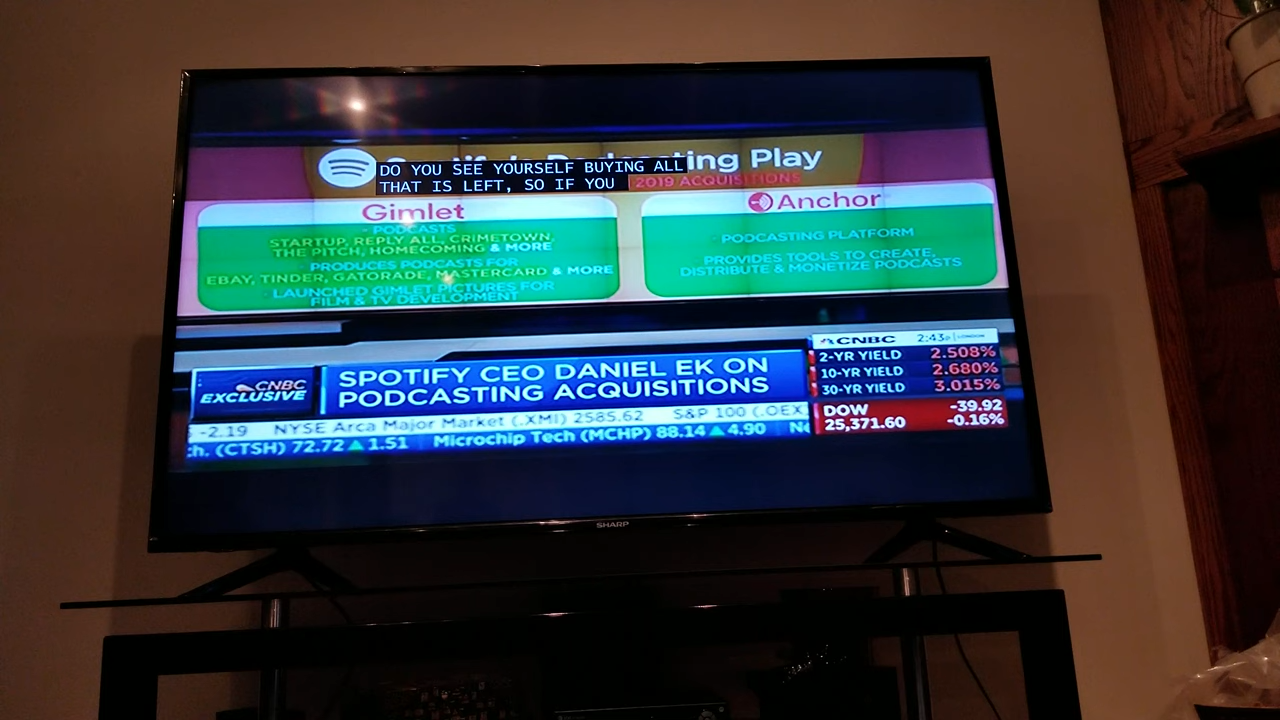 ting Play
DO YOU SEE YOURSELF BUYING ALL
THAT IS LEFT, SO IF YOU
2019 ACQUISITIONS
Gimlet
- PODCASTS
STARTUP, REPLY ALL, CRIMETOWN,
THE PITCH, HOMECOMING & MORE
- PRODUCES PODCASTS FOR
EBAY, TINDER, GATORADE, MASTERCARD & MORE
- LAUNCHED GIMLET PICTURES FOR
FILM & TV DEVELOPMENT
Anchor
- PODCASTING PLATFORM
- PROVIDES TOOLS TO CREATE,
DISTRIBUTE & MONETIZE PODCASTS
CNBC
EXCLUSIVE
SPOTIFY CEO DANIEL EK ON
PODCASTING ACQUISITIONS
CNBC 2:43P LONDON
2-YR YIELD 2.508%
10-YR YIELD 2.680%
30-YR YIELD 3.015%
DOW -39.92
25,371.60 -0.16%
-2.19 NYSE Arca Major Market (.XMI) 2585.62 S&P 100 (.OEX
h. (CTSH) 72.72 ▲ 1.51 Microchip Tech (MCHP) 88.14 ▲ 4.90 Ne
SHARP